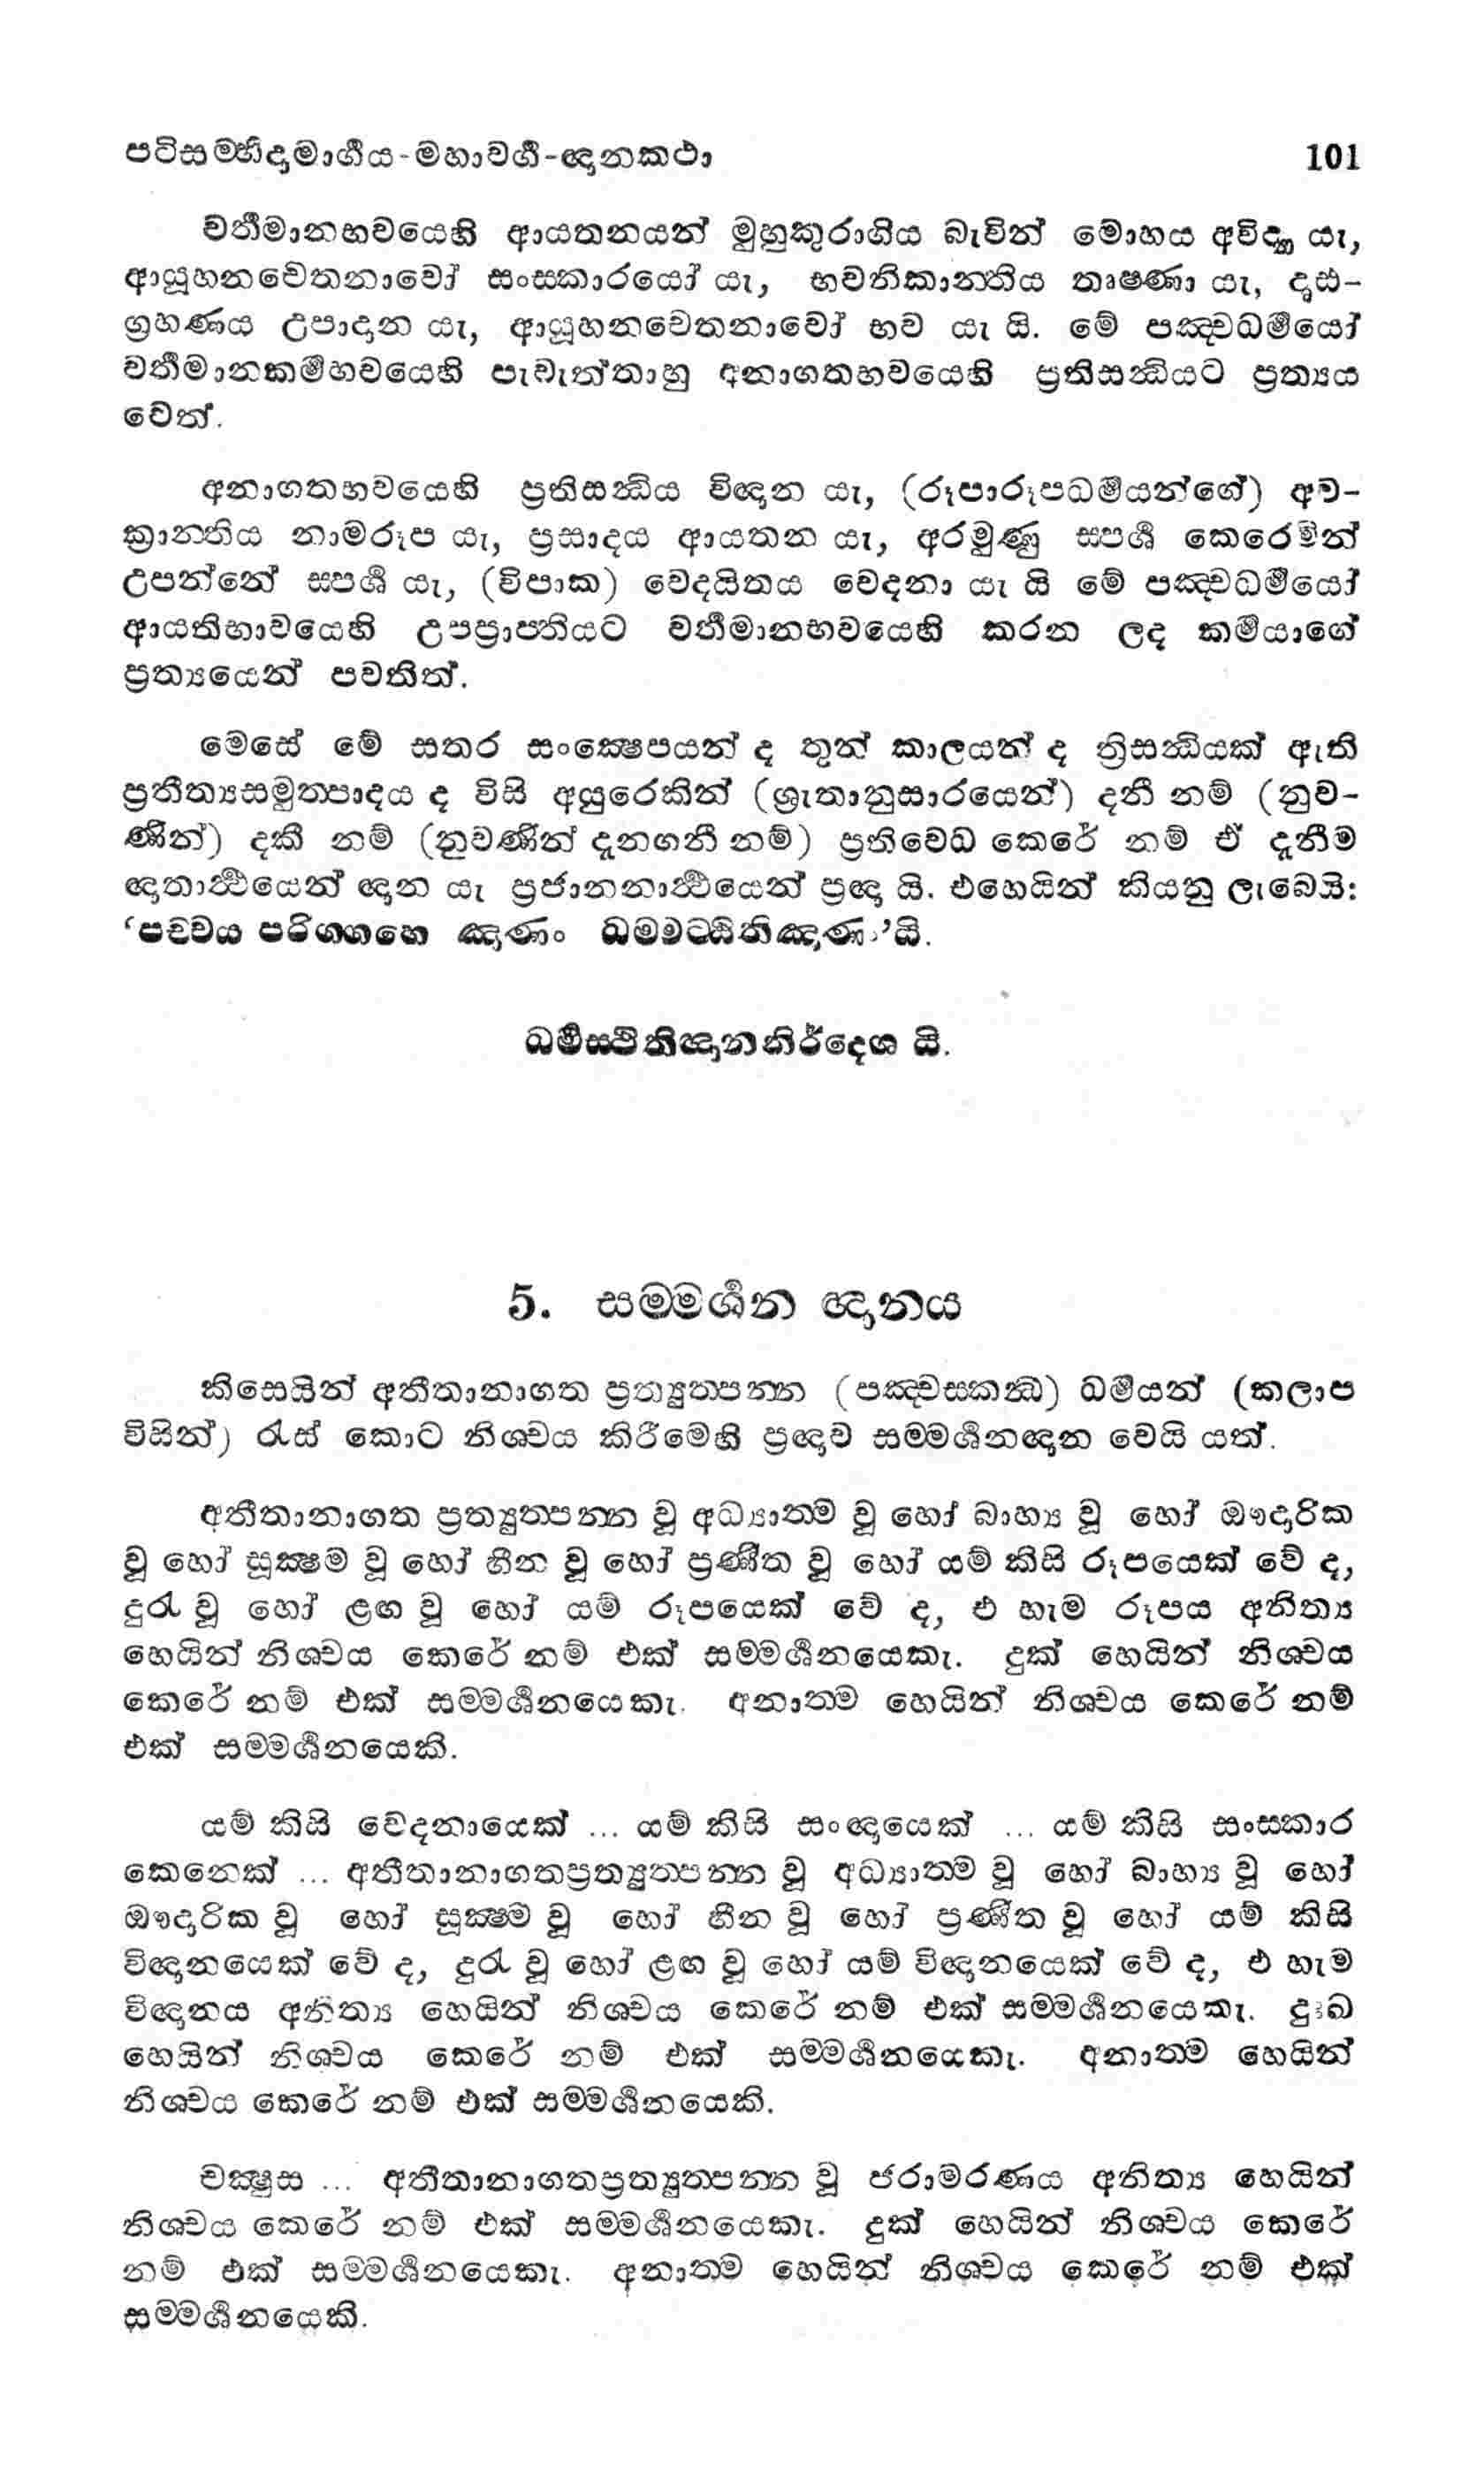 පටිසම්භිදාමාර්ගය-මහාවර්ග-ඥානකථා 101
වර්තමානභවයෙහි ආයතනයන් මුහුකුරාගිය බැවින් මොහය අවිද්‍යා යැ,
ආයූහනචෙතනාවෝ සංස්කාරයෝ යැ, භවනිකාන්තිය තෘෂ්ණා යැ, දෘඪ-
ග්‍රහණය උපාදාන යැ, ආයූහනචෙතනාවෝ භව යැ යි. මේ පඤ්චධර්මයෝ
වර්තමානකර්මභවයෙහි පැවැත්තාහු අනාගතභවයෙහි ප්‍රතිසන්ධියට ප්‍රත්‍යය
වෙත්.
අනාගතභවයෙහි ප්‍රතිසන්ධිය විඥාන යැ, (රූපාරූපධර්මයන්ගේ) අව-
ක්‍රාන්තිය නාමරූප යැ, ප්‍රසාදය ආයතන යැ, අරමුණු ස්පර්ශ කෙරෙමින්
උපන්නේ ස්පර්ශ යැ, (විපාක) වෙදයිතය වෙදනා යැ යි මේ පඤ්චධර්මයෝ
ආයතිභාවයෙහි උපප්‍රාප්තියට වර්තමානභවයෙහි කරන ලද කර්මයාගේ
ප්‍රත්‍යයෙන් පවතිත්.
මෙසේ මේ සතර සංක්ෂෙපයන් ද තුන් කාලයන් ද ත්‍රිසන්ධියක් ඇති
ප්‍රතීත්‍යසමුත්පාදය ද විසි අයුරෙකින් (ශ්‍රැතානුසාරයෙන්) දනී නම් (නුව-
ණින්) දකී නම් (නුවණින් දැනගනී නම්) ප්‍රතිවෙධ කෙරේ නම් ඒ දැනීම
ඥාතාර්ථයෙන් ඥාන යැ ප්‍රජානනාර්ථයෙන් ප්‍රඥා යි. එහෙයින් කියනු ලැබෙයි:
‘පච්චය පරිග්ගහෙ ඤාණං ධම්මට්ඨිතිඤාණං’යි.
ධර්මස්ථිතිඥානනිර්දෙශ යි.
5. සම්මර්ශන ඥානය
කිසෙයින් අතීතානාගත ප්‍රත්‍යුත්පන්න (පඤ්චස්කන්ධ) ධර්මයන් (කලාප
විසින්) රැස් කොට නිශ්චය කිරීමෙහි ප්‍රඥාව සම්මර්ශනඥාන වෙයි යත්.
අතීතානාගත ප්‍රත්‍යුත්පන්න වූ අධ්‍යාත්ම වූ හෝ බාහ්‍ය වූ හෝ ඖදාරික
වූ හෝ සූක්ෂ්ම වූ හෝ හීන වූ හෝ ප්‍රණීත වූ හෝ යම් කිසි රූපයෙක් වේ ද,
දුරැ වූ හෝ ළඟ වූ හෝ යම් රූපයෙක් වේ ද, එ හැම රූපය අනිත්‍ය
හෙයින් නිශ්චය කෙරේ නම් එක් සම්මර්ශනයෙකැ. දුක් හෙයින් නිශ්චය
කෙරේ නම් එක් සම්මර්ශනයෙකැ. අනාත්ම හෙයින් නිශ්චය කෙරේ නම්
එක් සම්මර්ශනයෙකි.
යම් කිසි වේදනායෙක් ... යම් කිසි සංඥායෙක් ... යම් කිසි සංස්කාර
කෙනෙක් ... අතීතානාගතප්‍රත්‍යුත්පන්න වූ අධ්‍යාත්ම වූ හෝ බාහ්‍ය වූ හෝ
ඖදාරික වූ හෝ සූක්ෂ්ම වූ හෝ හීන වූ හෝ ප්‍රණීත වූ හෝ යම් කිසි
විඥානයෙක් වේ ද, දුරැ වූ හෝ ළඟ වූ හෝ යම් විඥානයෙක් වේ ද, එ හැම
විඥානය අනිත්‍ය හෙයින් නිශ්චය කෙරේ නම් එක් සම්මර්ශනයෙකැ. දුඃඛ
හෙයින් නිශ්චය කෙරේ නම් එක් සම්මර්ශනයෙකැ. අනාත්ම හෙයින්
නිශ්චය කෙරේ නම් එක් සම්මර්ශනයෙකි.
චක්ෂුස ... අතීතානාගතප්‍රත්‍යුත්පන්න වූ ජරාමරණය අනිත්‍ය හෙයින්
නිශ්චය කෙරේ නම් එක් සම්මර්ශනයෙකැ. දුක් හෙයින් නිශ්චය කෙරේ
නම් එක් සම්මර්ශනයෙකැ. අනාත්ම හෙයින් නිශ්චය කෙරේ නම් එක්
සම්මර්ශනයෙකි.